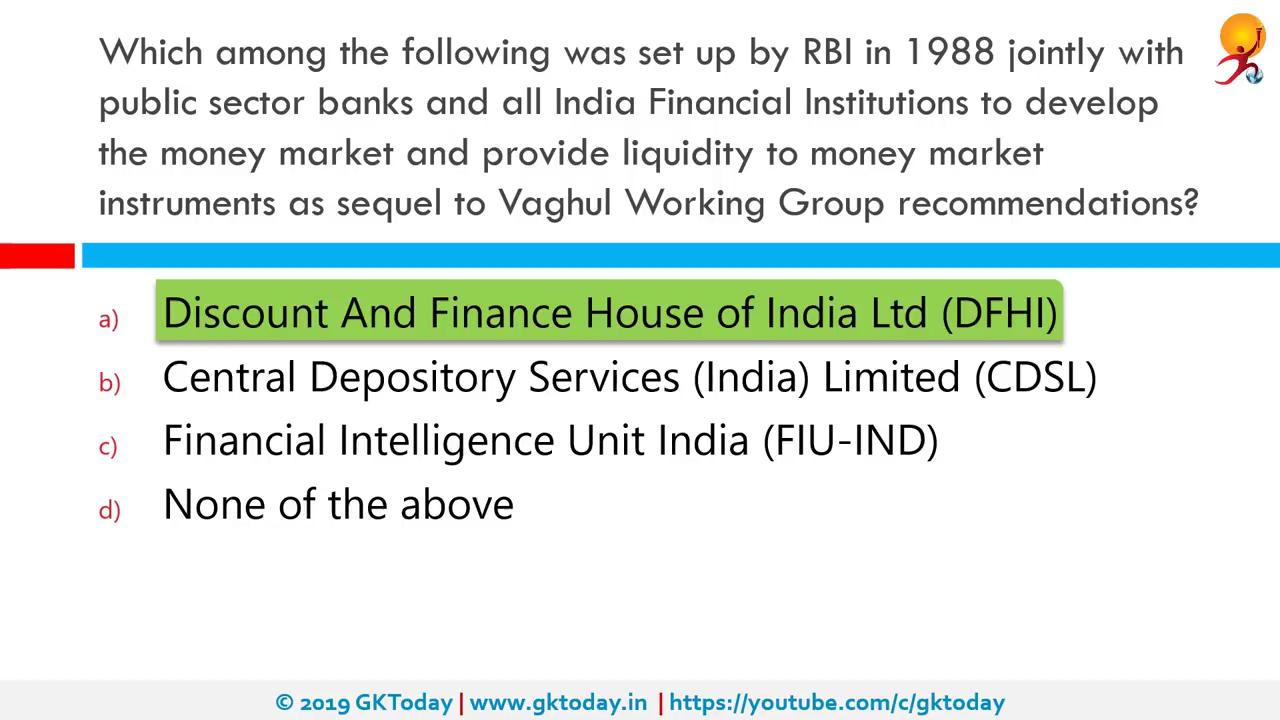 Which among the following was set up by RBI in 1988 jointly with
public sector banks and all India Financial Institutions to develop
the money market and provide liquidity to money market
instruments as sequel to Vaghul Working Group recommendations?
a) Discount And Finance House of India Ltd (DFHI)
b) Central Depository Services (India) Limited (CDSL)
c) Financial Intelligence Unit India (FIU-IND)
d) None of the above
© 2019 GKToday | www.gktoday.in | https://youtube.com/c/gktoday